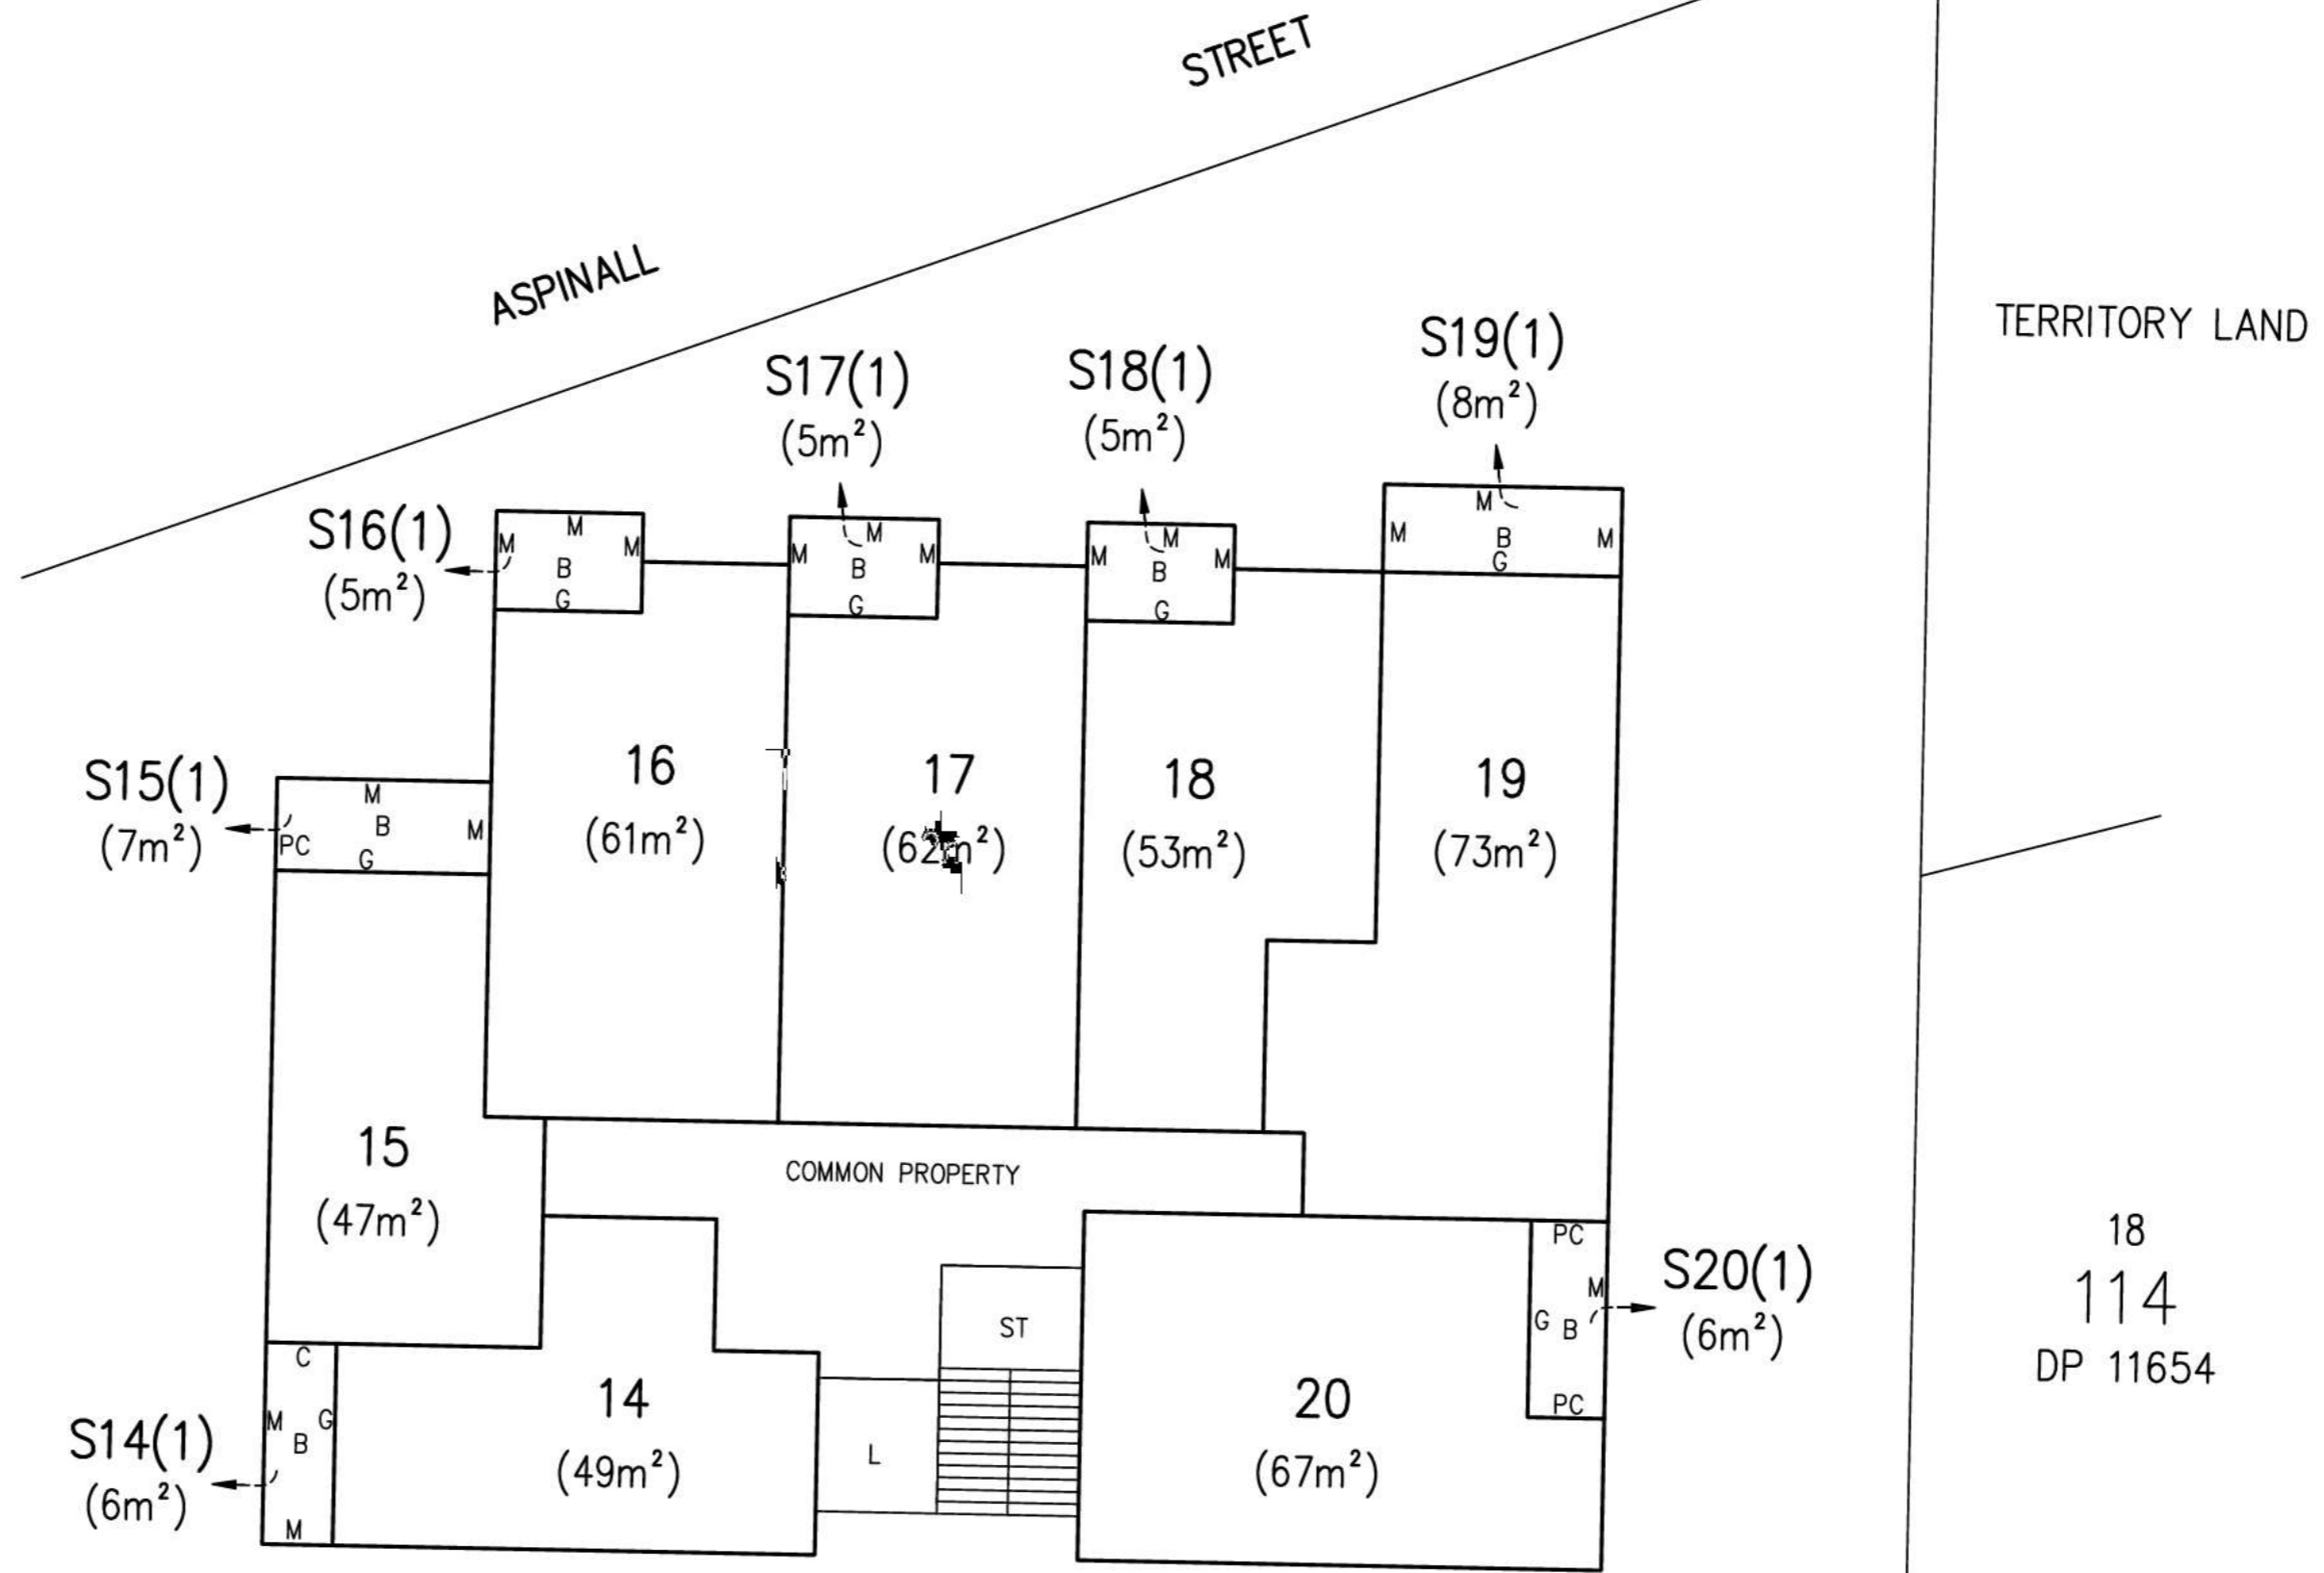 STREET
ASPINALL
TERRITORY LAND
S19(1)
(8m²)
S17(1)
(5m²)
S18(1)
(5m²)
S16(1)
(5m²)
M
M
M
B
G
M
M
M
B
G
M
M
M
B
G
M
M
M
B
G
S15(1)
(7m²)
M
B
M
PC
G
16
(61m²)
17
(62m²)
18
(53m²)
19
(73m²)
15
(47m²)
COMMON PROPERTY
S14(1)
(6m²)
C
M
G
B
M
14
(49m²)
L
ST
20
(67m²)
PC
M
G
B
PC
S20(1)
(6m²)
18
114
DP 11654